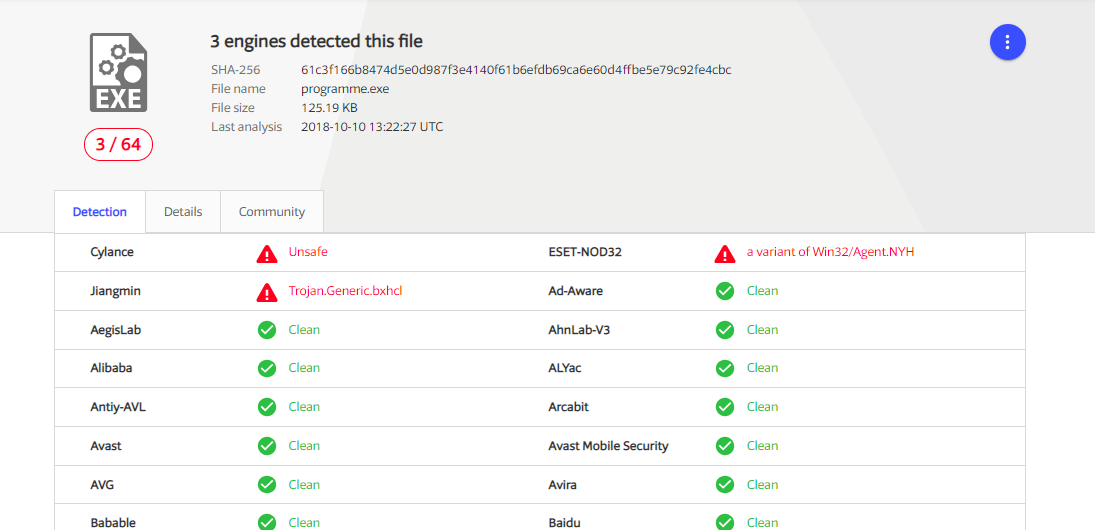 3 engines detected this file
SHA-256 61c3f166b8474d5e0d987f3e4140f61b6efdb69ca6e60d4ffbe5e79c92fe4cbc
File name programme.exe
File size 125.19 KB
Last analysis 2018-10-10 13:22:27 UTC
EXE
3 / 64
Detection Details Community
Cylance Unsafe ESET-NOD32 a variant of Win32/Agent.NYH
Jiangmin Trojan.Generic.bxhcl Ad-Aware Clean
AegisLab Clean AhnLab-V3 Clean
Alibaba Clean ALYac Clean
Antiy-AVL Clean Arcabit Clean
Avast Clean Avast Mobile Security Clean
AVG Clean Avira Clean
Babable Clean Baidu Clean